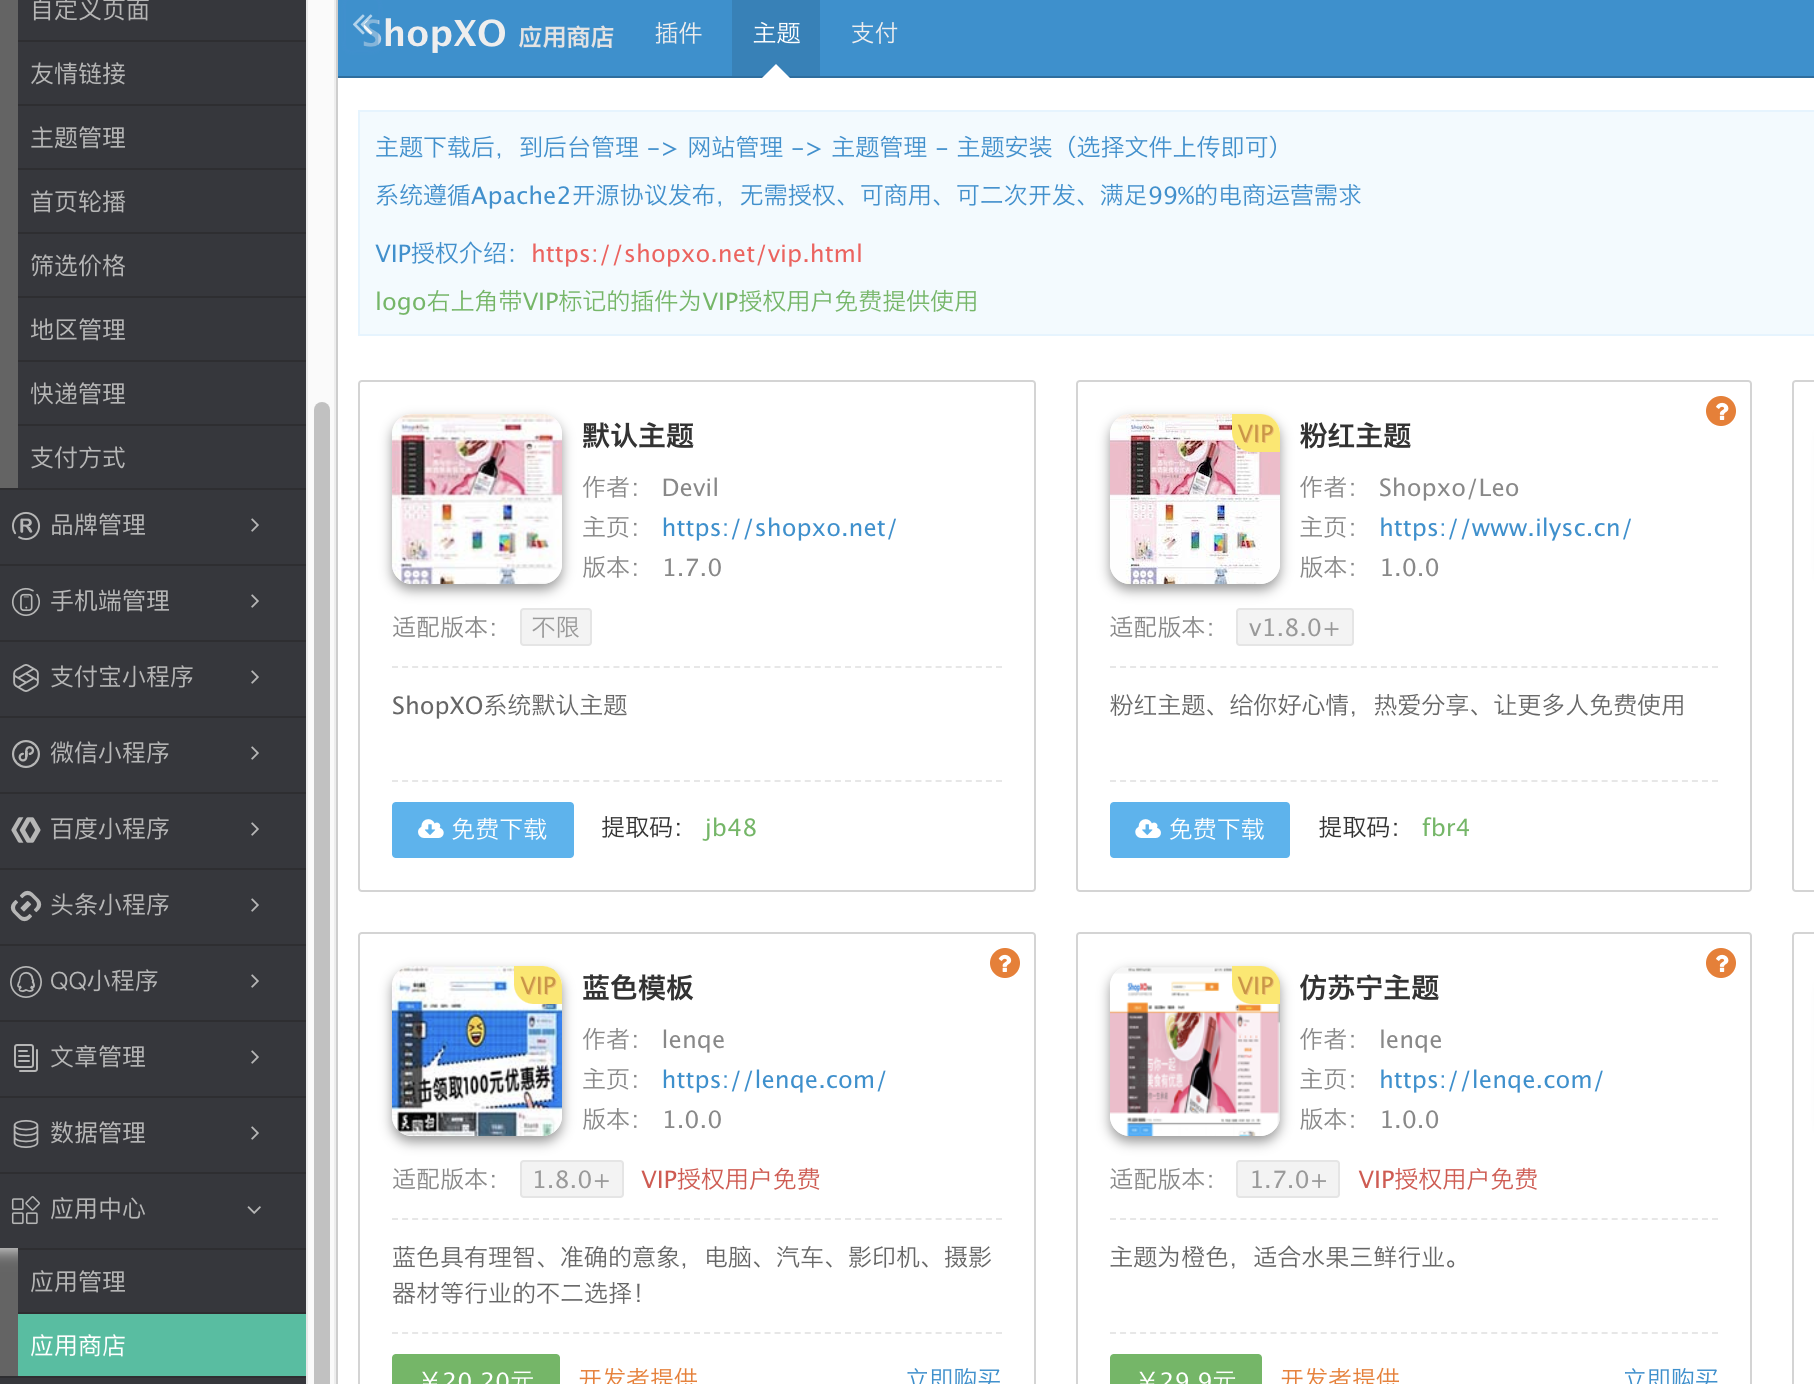 自定义页面
友情链接
主题管理
首页轮播
筛选价格
地区管理
快递管理
支付方式
品牌管理
手机端管理
支付宝小程序
微信小程序
百度小程序
头条小程序
QQ小程序
文章管理
数据管理
应用中心
应用管理
应用商店
ShopXO 应用商店 插件 主题 支付
主题下载后，到后台管理 -> 网站管理 -> 主题管理 - 主题安装（选择文件上传即可）
系统遵循Apache2开源协议发布，无需授权、可商用、可二次开发、满足99%的电商运营需求
VIP授权介绍：https://shopxo.net/vip.html
logo右上角带VIP标记的插件为VIP授权用户免费提供使用
默认主题
作者： Devil
主页： https://shopxo.net/
版本： 1.7.0
适配版本： 不限
ShopXO系统默认主题
免费下载 提取码： jb48
VIP
粉红主题
作者： Shopxo/Leo
主页： https://www.ilysc.cn/
版本： 1.0.0
适配版本： v1.8.0+
粉红主题、给你好心情，热爱分享、让更多人免费使用
免费下载 提取码： fbr4
VIP
点击领取100元优惠券
蓝色模板
作者： lenqe
主页： https://lenqe.com/
版本： 1.0.0
适配版本： 1.8.0+ VIP授权用户免费
蓝色具有理智、准确的意象，电脑、汽车、影印机、摄影
器材等行业的不二选择！
￥20.20元 开发者提供 立即购买
VIP
仿苏宁主题
作者： lenqe
主页： https://lenqe.com/
版本： 1.0.0
适配版本： 1.7.0+ VIP授权用户免费
主题为橙色，适合水果三鲜行业。
￥29.9元 开发者提供 立即购买